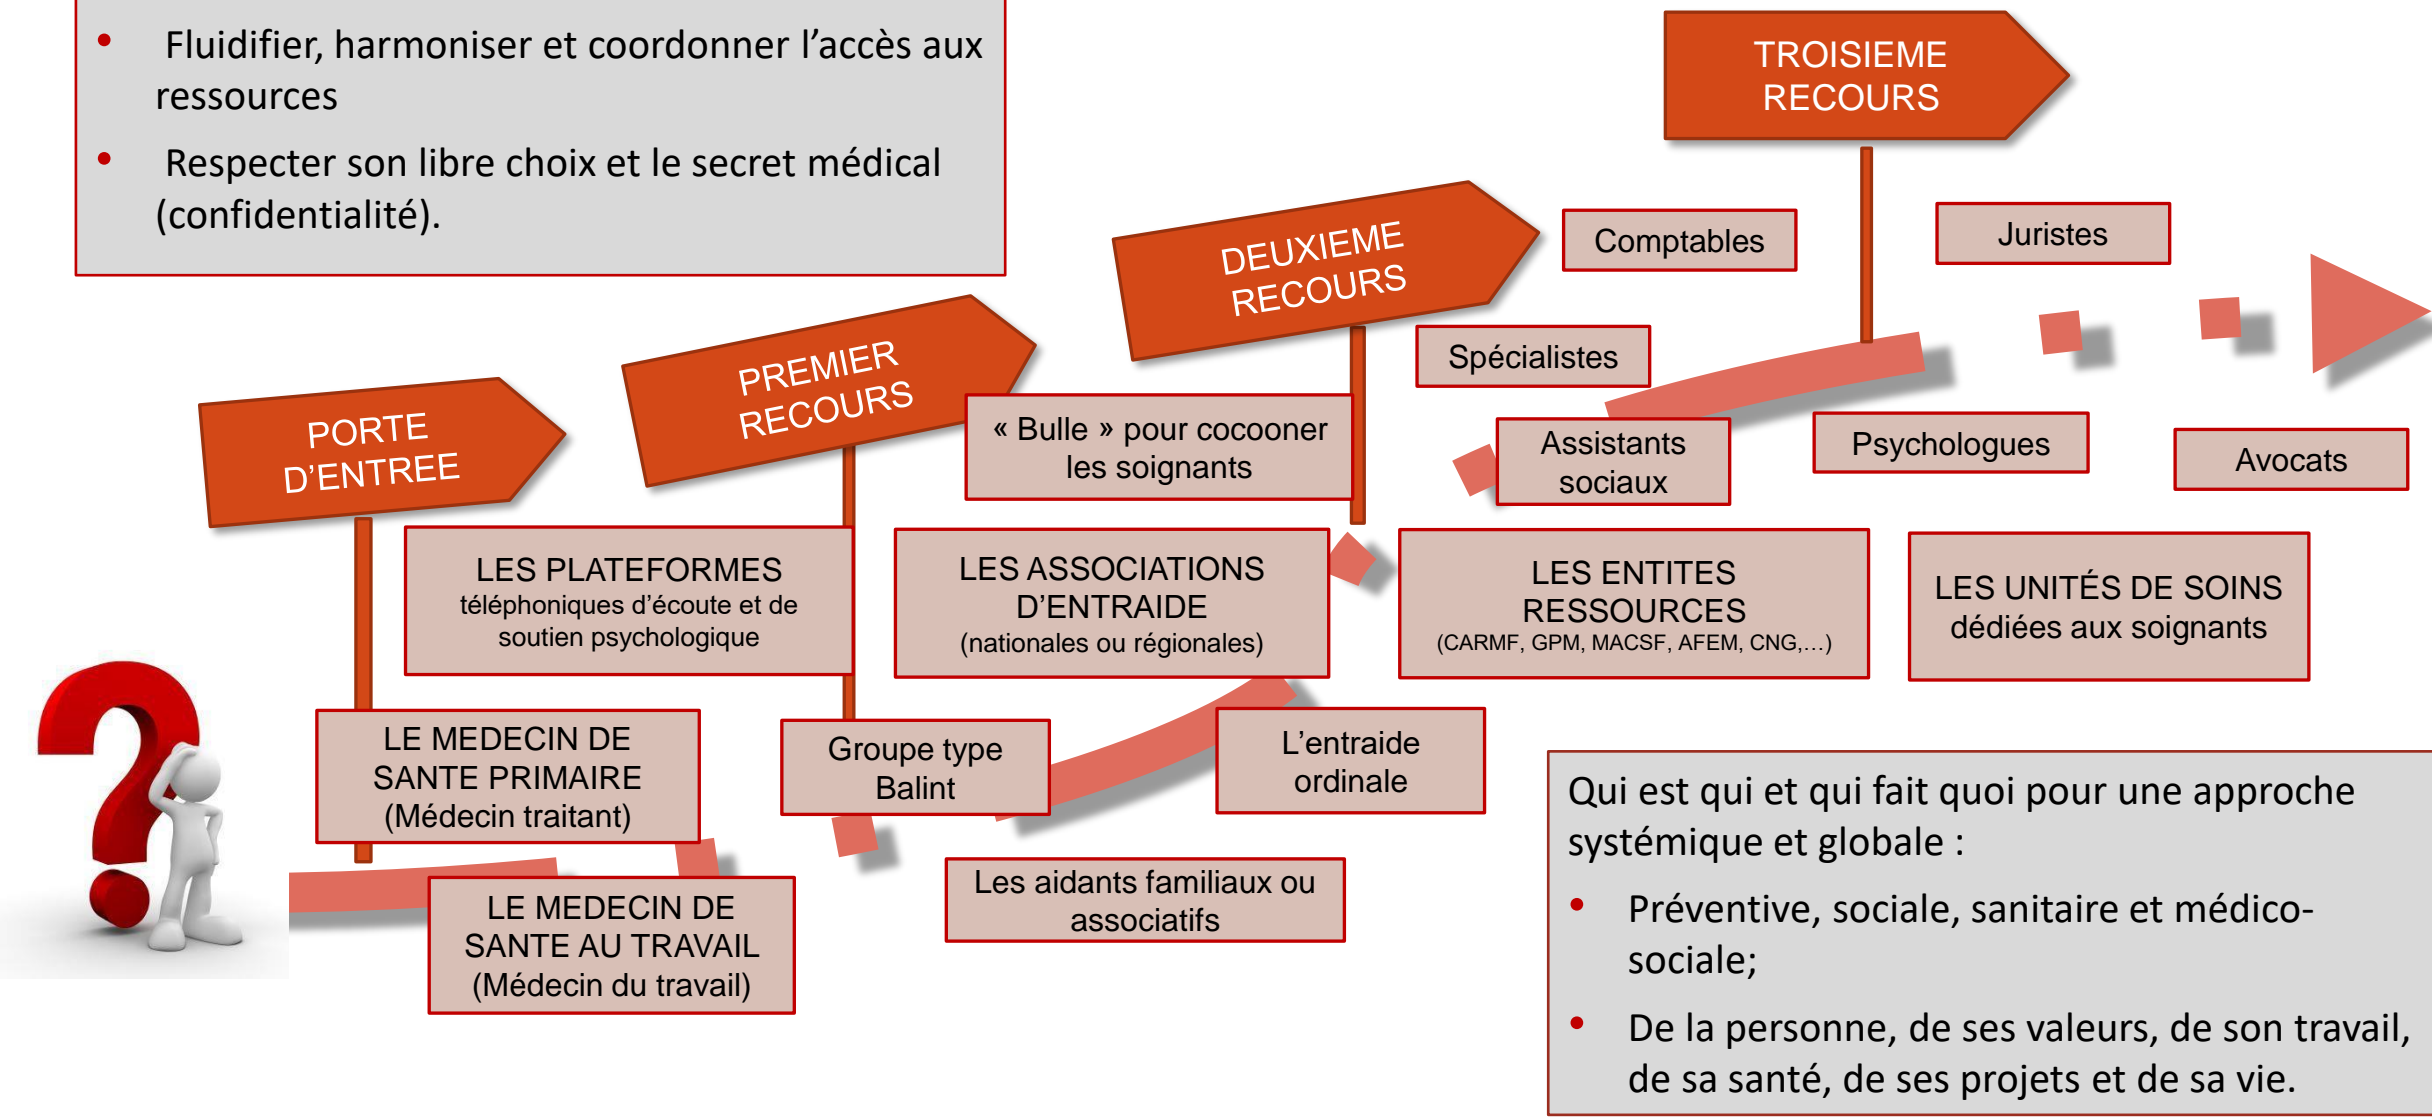 • Fluidifier, harmoniser et coordonner l’accès aux
ressources
• Respecter son libre choix et le secret médical
(confidentialité).
TROISIEME
RECOURS
DEUXIEME
RECOURS
Comptables
Juristes
PREMIER
RECOURS
Spécialistes
PORTE
D’ENTREE
« Bulle » pour cocooner
les soignants
Assistants
sociaux
Psychologues
Avocats
LES PLATEFORMES
téléphoniques d’écoute et de
soutien psychologique
LES ASSOCIATIONS
D’ENTRAIDE
(nationales ou régionales)
LES ENTITES
RESSOURCES
(CARMF, GPM, MACSF, AFEM, CNG,…)
LES UNITÉS DE SOINS
dédiées aux soignants
LE MEDECIN DE
SANTE PRIMAIRE
(Médecin traitant)
Groupe type
Balint
L’entraide
ordinale
LE MEDECIN DE
SANTE AU TRAVAIL
(Médecin du travail)
Les aidants familiaux ou
associatifs
Qui est qui et qui fait quoi pour une approche
systémique et globale :
• Préventive, sociale, sanitaire et médico-
sociale;
• De la personne, de ses valeurs, de son travail,
de sa santé, de ses projets et de sa vie.